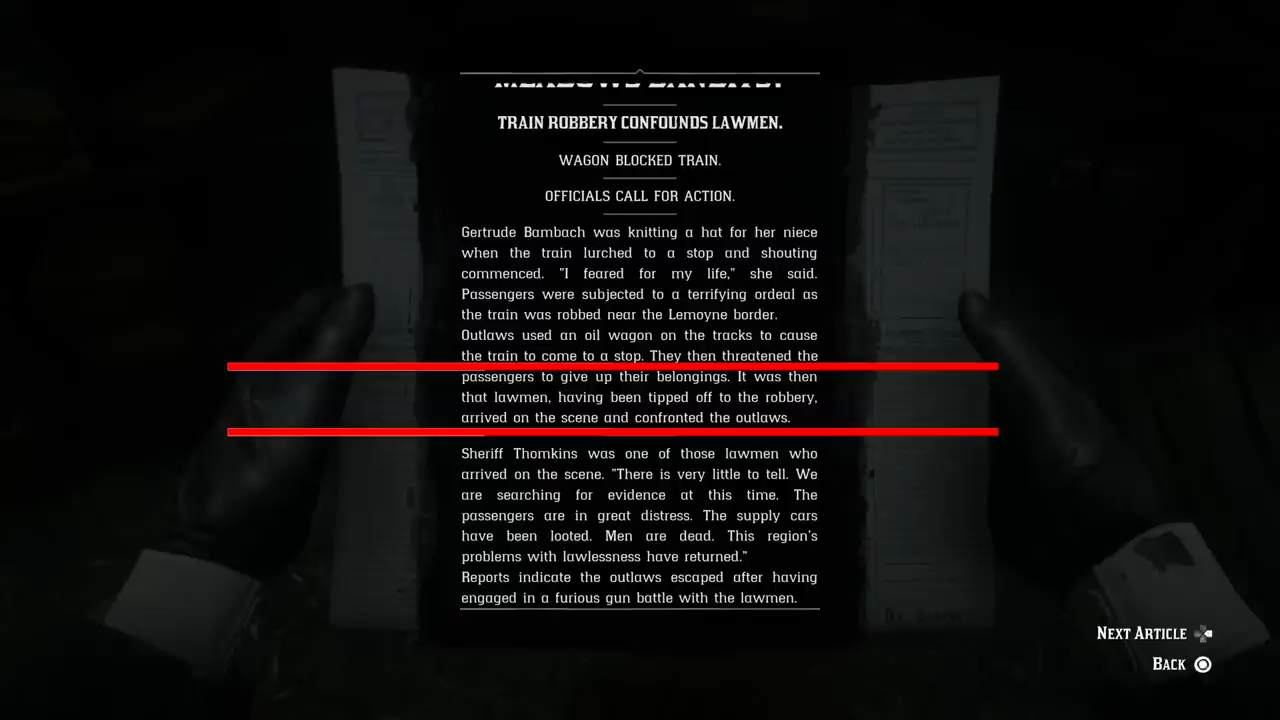 TRAIN ROBBERY CONFOUNDS LAWMEN.
WAGON BLOCKED TRAIN.
OFFICIALS CALL FOR ACTION.
Gertrude Bambach was knitting a hat for her niece
when the train lurched to a stop and shouting
commenced. "I feared for my life," she said.
Passengers were subjected to a terrifying ordeal as
the train was robbed near the Lemoyne border.
Outlaws used an oil wagon on the tracks to cause
the train to come to a stop. They then threatened the
passengers to give up their belongings. It was then
that lawmen, having been tipped off to the robbery,
arrived on the scene and confronted the outlaws.
Sheriff Thomkins was one of those lawmen who
arrived on the scene. "There is very little to tell. We
are searching for evidence at this time. The
passengers are in great distress. The supply cars
have been looted. Men are dead. This region's
problems with lawlessness have returned."
Reports indicate the outlaws escaped after having
engaged in a furious gun battle with the lawmen.
NEXT ARTICLE
BACK